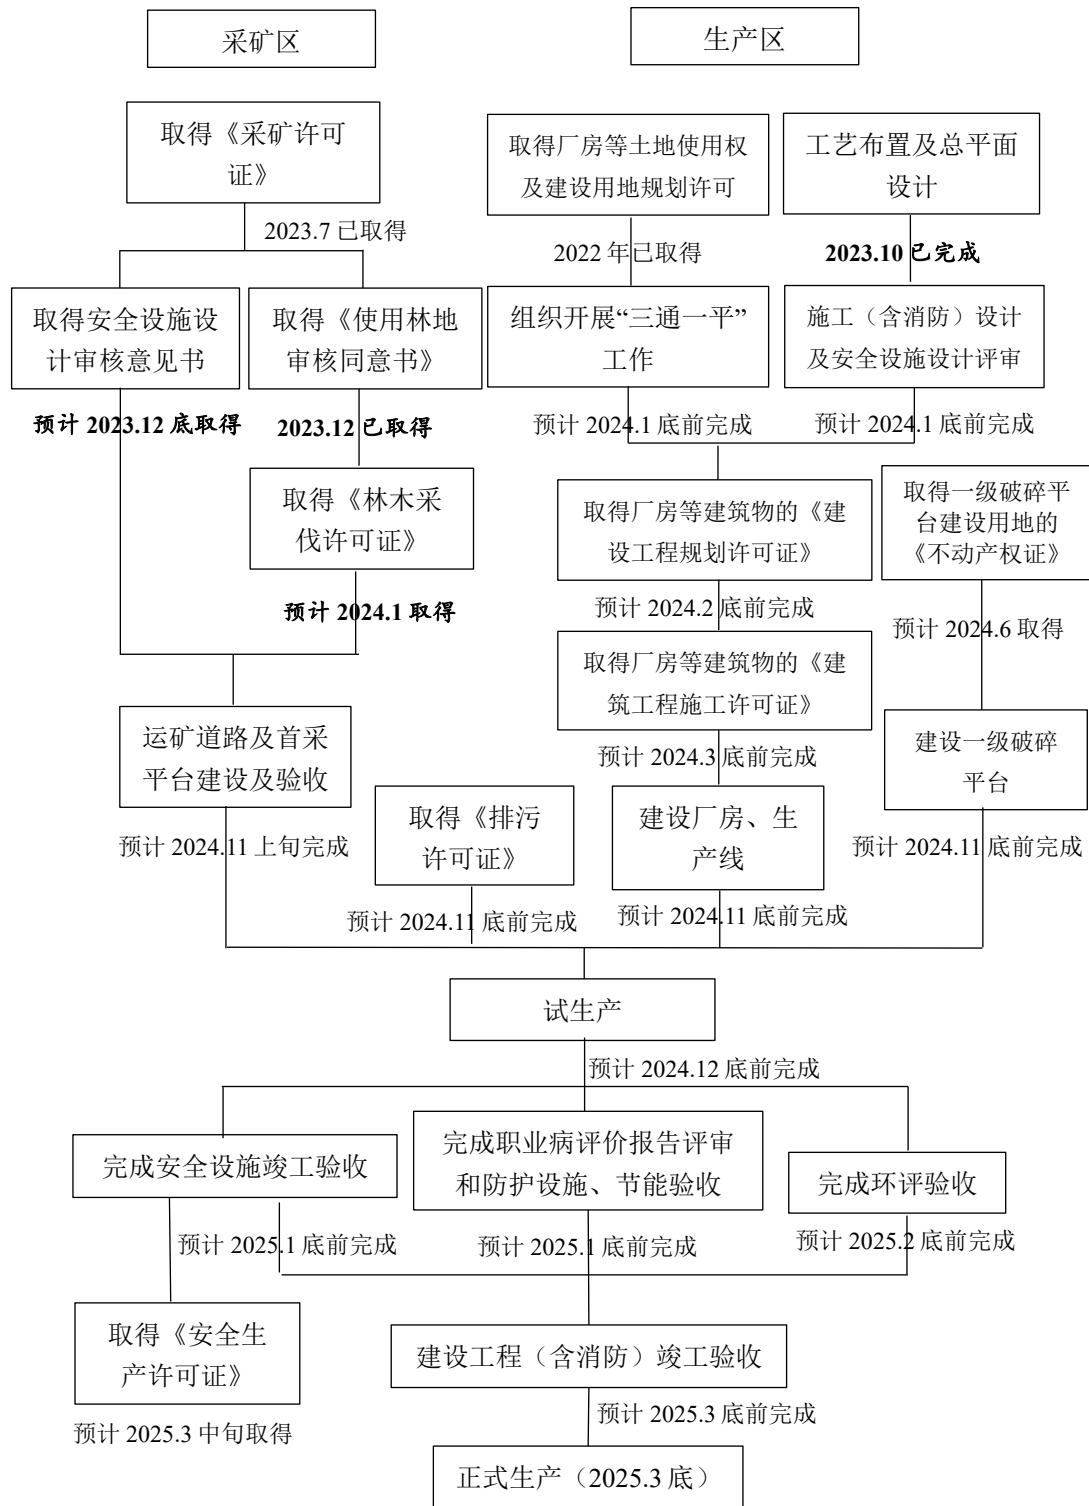 采矿区
生产区
取得《采矿许可
证》
取得厂房等土地使用权
及建设用地规划许可
工艺布置及总平面
设计
2023.7 已取得
2022 年已取得
2023.10 已完成
取得安全设施设
计审核意见书
取得《使用林地
审核同意书》
组织开展“三通一平”
工作
施工（含消防）设计
及安全设施设计评审
预计 2023.12 底取得
2023.12 已取得
预计 2024.1 底前完成
预计 2024.1 底前完成
取得《林木采
伐许可证》
取得厂房等建筑物的《建
设工程规划许可证》
取得一级破碎平
台建设用地的
《不动产权证》
预计 2024.1 取得
预计 2024.2 底前完成
预计 2024.6 取得
取得厂房等建筑物的《建
筑工程施工许可证》
运矿道路及首采
平台建设及验收
建设一级破碎
平台
预计 2024.3 底前完成
取得《排污
许可证》
建设厂房、生
产线
预计 2024.11 上旬完成
预计 2024.11 底前完成
预计 2024.11 底前完成
预计 2024.11 底前完成
试生产
预计 2024.12 底前完成
完成安全设施竣工验收
完成职业病评价报告评审
和防护设施、节能验收
完成环评验收
预计 2025.1 底前完成
预计 2025.1 底前完成
预计 2025.2 底前完成
取得《安全生
产许可证》
建设工程（含消防）竣工验收
预计 2025.3 中旬取得
预计 2025.3 底前完成
正式生产（2025.3 底）